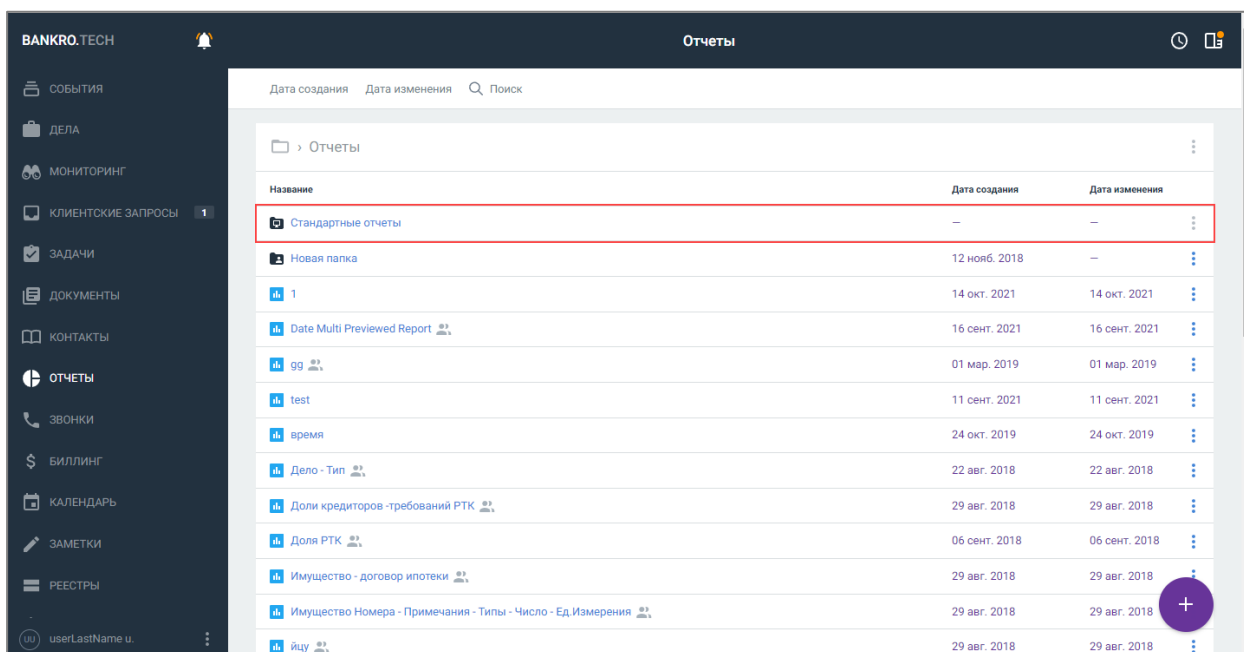 BANKRO.TECH
Отчеты
СОБЫТИЯ
ДЕЛА
МОНИТОРИНГ
КЛИЕНТСКИЕ ЗАПРОСЫ 1
ЗАДАЧИ
ДОКУМЕНТЫ
КОНТАКТЫ
ОТЧЕТЫ
ЗВОНКИ
БИЛЛИНГ
КАЛЕНДАРЬ
ЗАМЕТКИ
РЕЕСТРЫ
UU userLastName u.
Дата создания Дата изменения Поиск
› Отчеты
Название Дата создания Дата изменения
Стандартные отчеты – –
Новая папка 12 нояб. 2018 –
1 14 окт. 2021 14 окт. 2021
Date Multi Previewed Report 16 сент. 2021 16 сент. 2021
gg 01 мар. 2019 01 мар. 2019
test 11 сент. 2021 11 сент. 2021
время 24 окт. 2019 24 окт. 2019
Дело - Тип 22 авг. 2018 22 авг. 2018
Доли кредиторов -требований РТК 29 авг. 2018 29 авг. 2018
Доля РТК 06 сент. 2018 06 сент. 2018
Имущество - договор ипотеки 29 авг. 2018 29 авг. 2018
Имущество Номера - Примечания - Типы - Число - Ед.Измерения 29 авг. 2018 29 авг. 2018
йцу 29 авг. 2018 29 авг. 2018